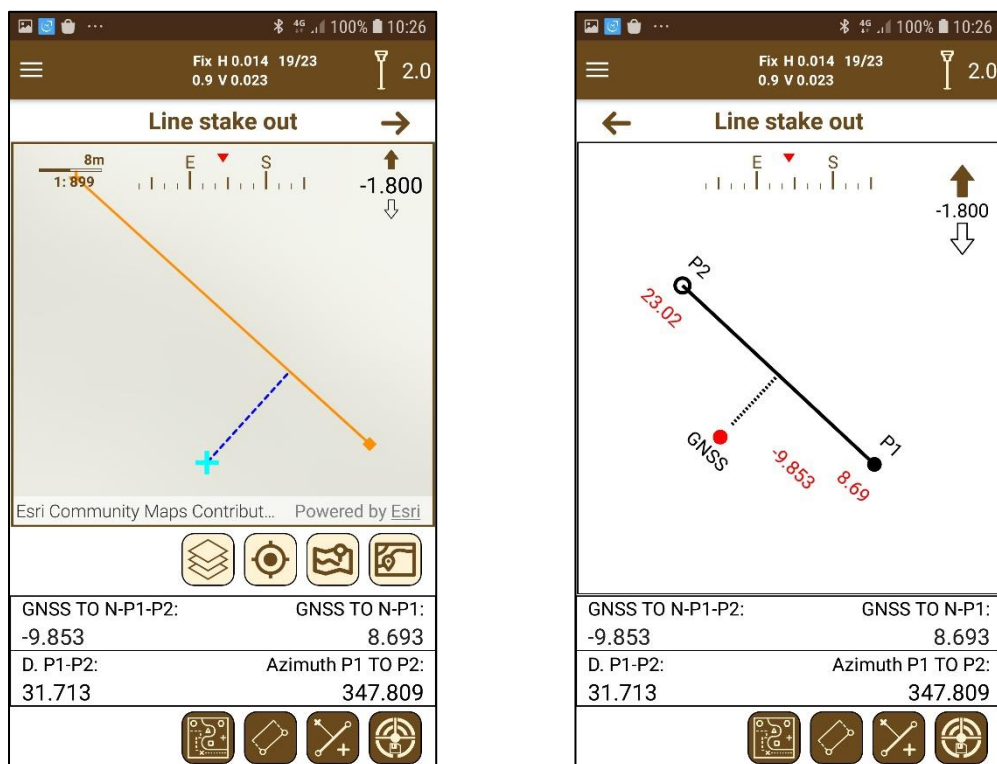 4G 100% 10:26
Fix H 0.014 19/23
0.9 V 0.023
2.0
Line stake out
8m
1: 899
E S
-1.800
Esri Community Maps Contribut... Powered by Esri
GNSS TO N-P1-P2: GNSS TO N-P1:
-9.853 8.693
D. P1-P2: Azimuth P1 TO P2:
31.713 347.809
4G 100% 10:26
Fix H 0.014 19/23
0.9 V 0.023
2.0
Line stake out
E S
-1.800
P2
23.02
GNSS
P1
-9.853
8.69
GNSS TO N-P1-P2: GNSS TO N-P1:
-9.853 8.693
D. P1-P2: Azimuth P1 TO P2:
31.713 347.809